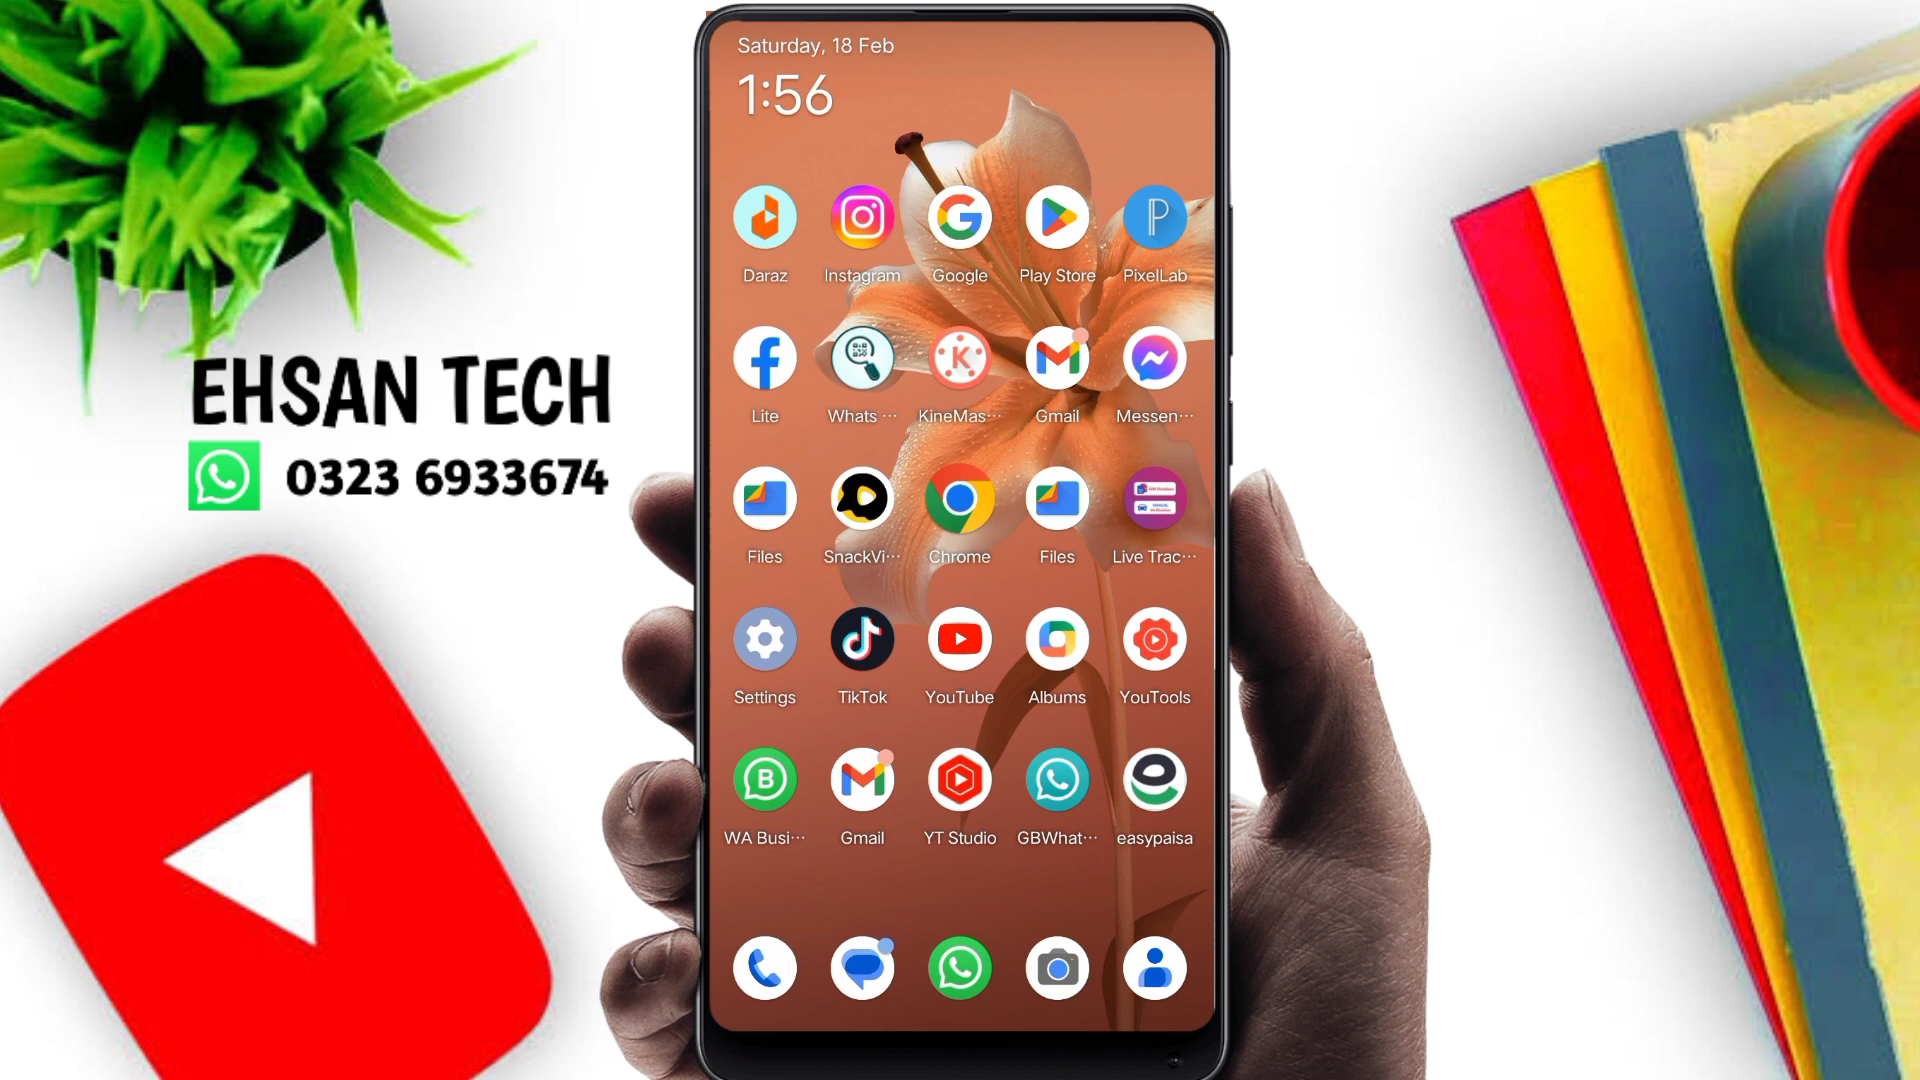 Saturday, 18 Feb
1:56
Daraz Instagram Google Play Store PixelLab
Lite Whats ··· KineMas··· Gmail Messen···
EHSAN TECH
0323 6933674
Files SnackVi··· Chrome Files Live Trac···
Settings TikTok YouTube Albums YouTools
WA Busi··· Gmail YT Studio GBWhat··· easypaisa